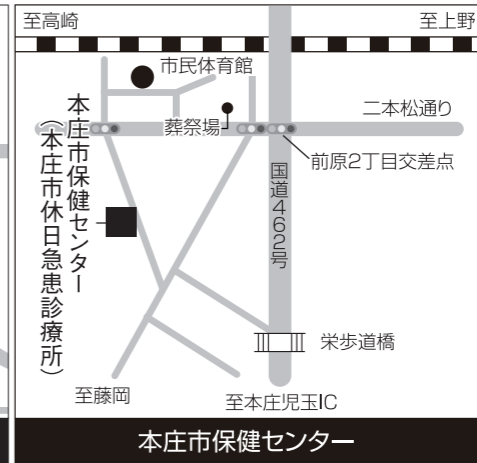 至高崎
至上野
市民体育館
葬祭場
二本松通り
前原2丁目交差点
本庄市保健センター
（本庄市休日急患診療所）
国道462号
栄歩道橋
至藤岡
至本庄児玉IC
本庄市保健センター